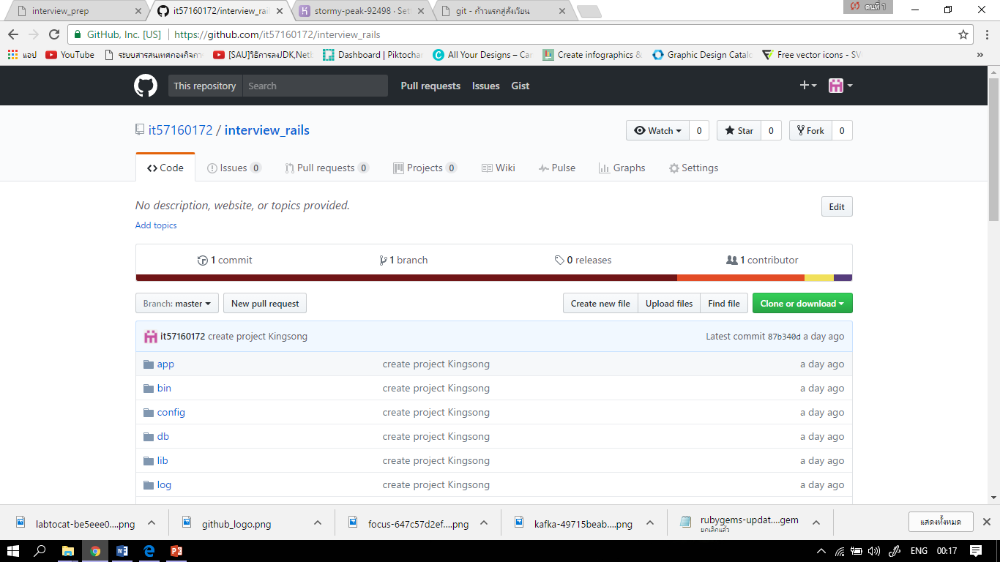 interview_prep
it57160172/interview_rail
stormy-peak-92498 · Set
git - ก้าวแรกสู่สังเวียน
คนที่ 1
GitHub, Inc. [US]
https://github.com/it57160172/interview_rails
แอป
YouTube
ระบบสารสนเทศกองกิจกา
[SAU]วิธีการลงJDK,Netb
Dashboard | Piktochar
All Your Designs – Can
Create infographics &
Graphic Design Catalo
Free vector icons - SV
»
This repository
Search
Pull requests
Issues
Gist
it57160172 / interview_rails
Watch
0
Star
0
Fork
0
Code
Issues 0
Pull requests 0
Projects 0
Wiki
Pulse
Graphs
Settings
No description, website, or topics provided.
Edit
Add topics
1 commit
1 branch
0 releases
1 contributor
Branch: master
New pull request
Create new file
Upload files
Find file
Clone or download
it57160172 create project Kingsong
Latest commit 87b340d a day ago
app
create project Kingsong
a day ago
bin
create project Kingsong
a day ago
config
create project Kingsong
a day ago
db
create project Kingsong
a day ago
lib
create project Kingsong
a day ago
log
create project Kingsong
a day ago
labtocat-be5eee0....png
github_logo.png
focus-647c57d2ef....png
kafka-49715beab....png
rubygems-updat....gem
ยกเลิกแล้ว
แสดงทั้งหมด
ENG
00:17